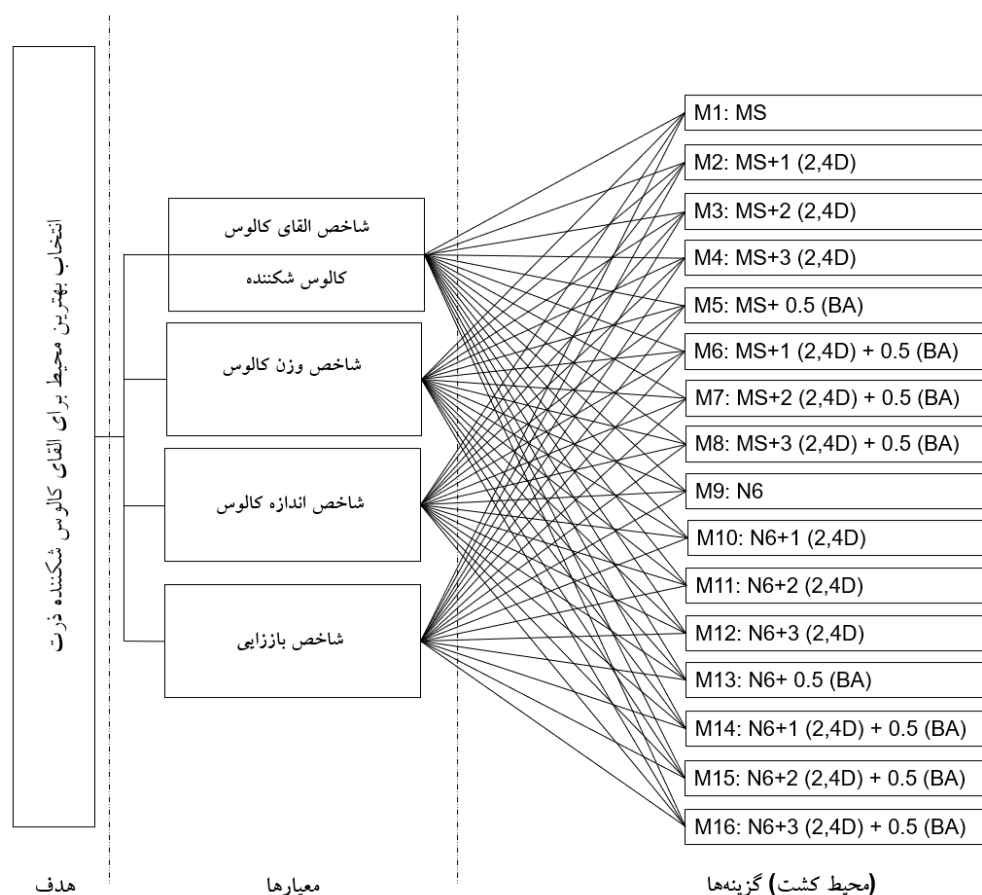 انتخاب بهترین محیط برای القای کالوس شکننده ذرت
شاخص القای کالوس
کالوس شکننده
شاخص وزن کالوس
شاخص اندازه کالوس
شاخص باززایی
M1: MS
M2: MS+1 (2,4D)
M3: MS+2 (2,4D)
M4: MS+3 (2,4D)
M5: MS+ 0.5 (BA)
M6: MS+1 (2,4D) + 0.5 (BA)
M7: MS+2 (2,4D) + 0.5 (BA)
M8: MS+3 (2,4D) + 0.5 (BA)
M9: N6
M10: N6+1 (2,4D)
M11: N6+2 (2,4D)
M12: N6+3 (2,4D)
M13: N6+ 0.5 (BA)
M14: N6+1 (2,4D) + 0.5 (BA)
M15: N6+2 (2,4D) + 0.5 (BA)
M16: N6+3 (2,4D) + 0.5 (BA)
هدف
معیارها
(محیط کشت) گزینه‌ها